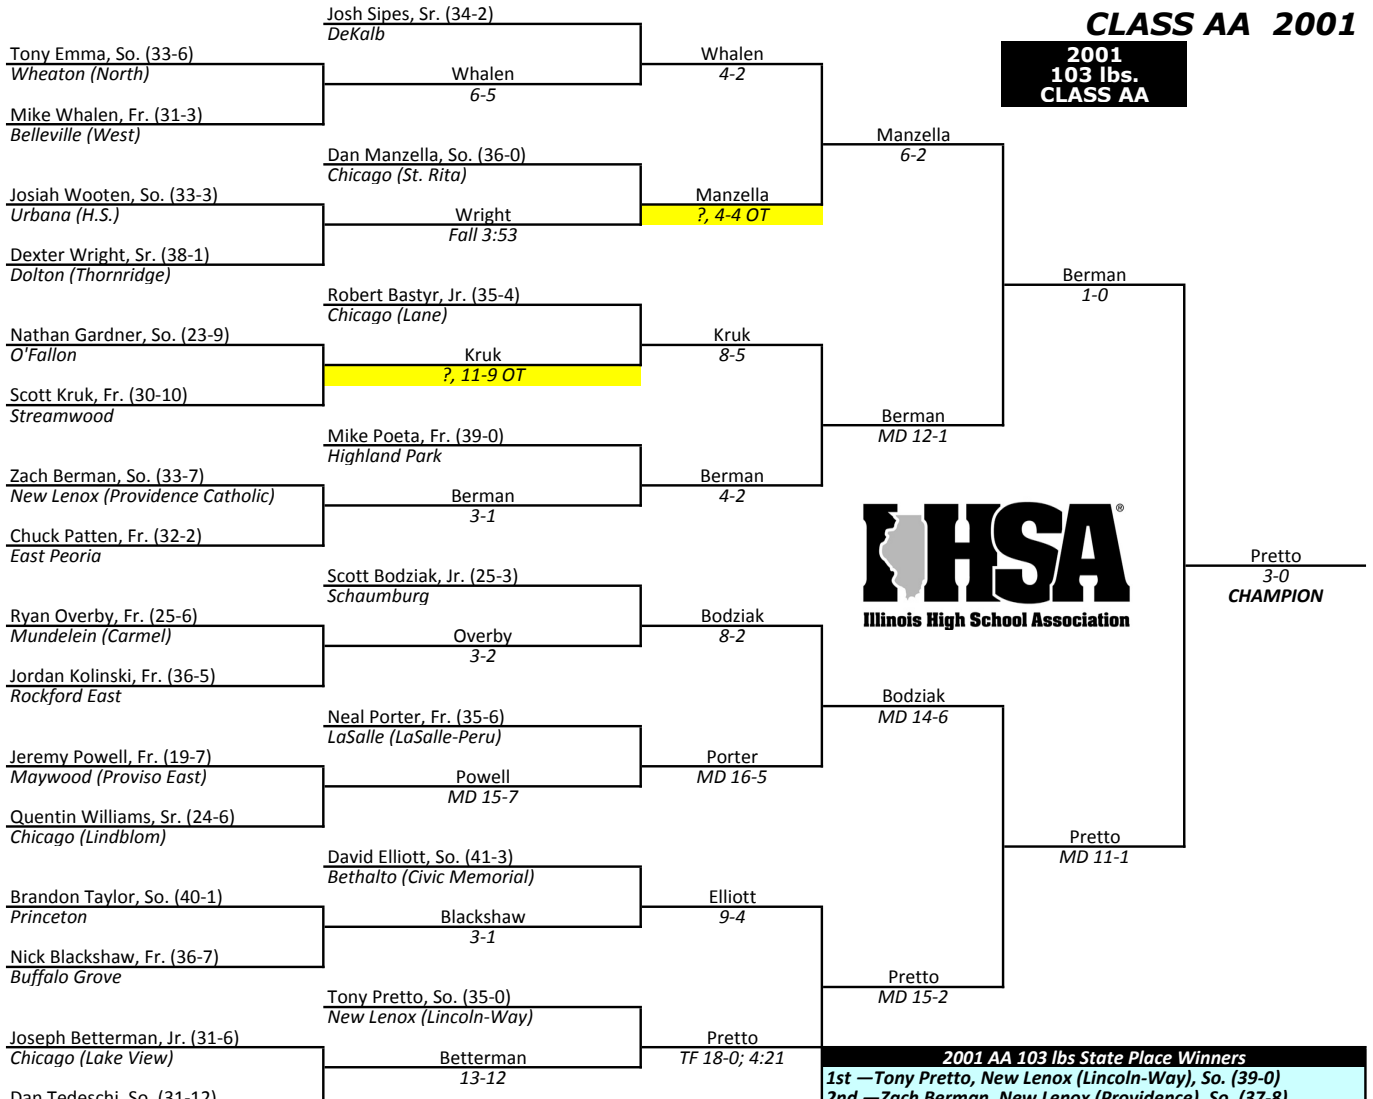 CLASS AA 2001
2001
103 lbs.
CLASS AA
Josh Sipes, Sr. (34-2)
DeKalb
Tony Emma, So. (33-6)
Wheaton (North)
Whalen
6-5
Whalen
4-2
Mike Whalen, Fr. (31-3)
Belleville (West)
Manzella
6-2
Dan Manzella, So. (36-0)
Chicago (St. Rita)
Josiah Wooten, So. (33-3)
Urbana (H.S.)
Manzella
?, 4-4 OT
Wright
Fall 3:53
Dexter Wright, Sr. (38-1)
Dolton (Thornridge)
Berman
1-0
Robert Bastyr, Jr. (35-4)
Chicago (Lane)
Nathan Gardner, So. (23-9)
O'Fallon
Kruk
8-5
Kruk
?, 11-9 OT
Scott Kruk, Fr. (30-10)
Streamwood
Berman
MD 12-1
Mike Poeta, Fr. (39-0)
Highland Park
Zach Berman, So. (33-7)
New Lenox (Providence Catholic)
Berman
4-2
Berman
3-1
Chuck Patten, Fr. (32-2)
East Peoria
IHSA®
Illinois High School Association
Pretto
3-0
CHAMPION
Scott Bodziak, Jr. (25-3)
Schaumburg
Ryan Overby, Fr. (25-6)
Mundelein (Carmel)
Bodziak
8-2
Overby
3-2
Jordan Kolinski, Fr. (36-5)
Rockford East
Bodziak
MD 14-6
Neal Porter, Fr. (35-6)
LaSalle (LaSalle-Peru)
Jeremy Powell, Fr. (19-7)
Maywood (Proviso East)
Porter
MD 16-5
Powell
MD 15-7
Quentin Williams, Sr. (24-6)
Chicago (Lindblom)
Pretto
MD 11-1
David Elliott, So. (41-3)
Bethalto (Civic Memorial)
Brandon Taylor, So. (40-1)
Princeton
Elliott
9-4
Blackshaw
3-1
Nick Blackshaw, Fr. (36-7)
Buffalo Grove
Pretto
MD 15-2
Tony Pretto, So. (35-0)
New Lenox (Lincoln-Way)
Joseph Betterman, Jr. (31-6)
Chicago (Lake View)
Pretto
TF 18-0; 4:21
Betterman
13-12
Dan Tedeschi, So. (31-12)
2001 AA 103 lbs State Place Winners
1st —Tony Pretto, New Lenox (Lincoln-Way), So. (39-0)
2nd —Zach Berman, New Lenox (Providence), So. (37-8)